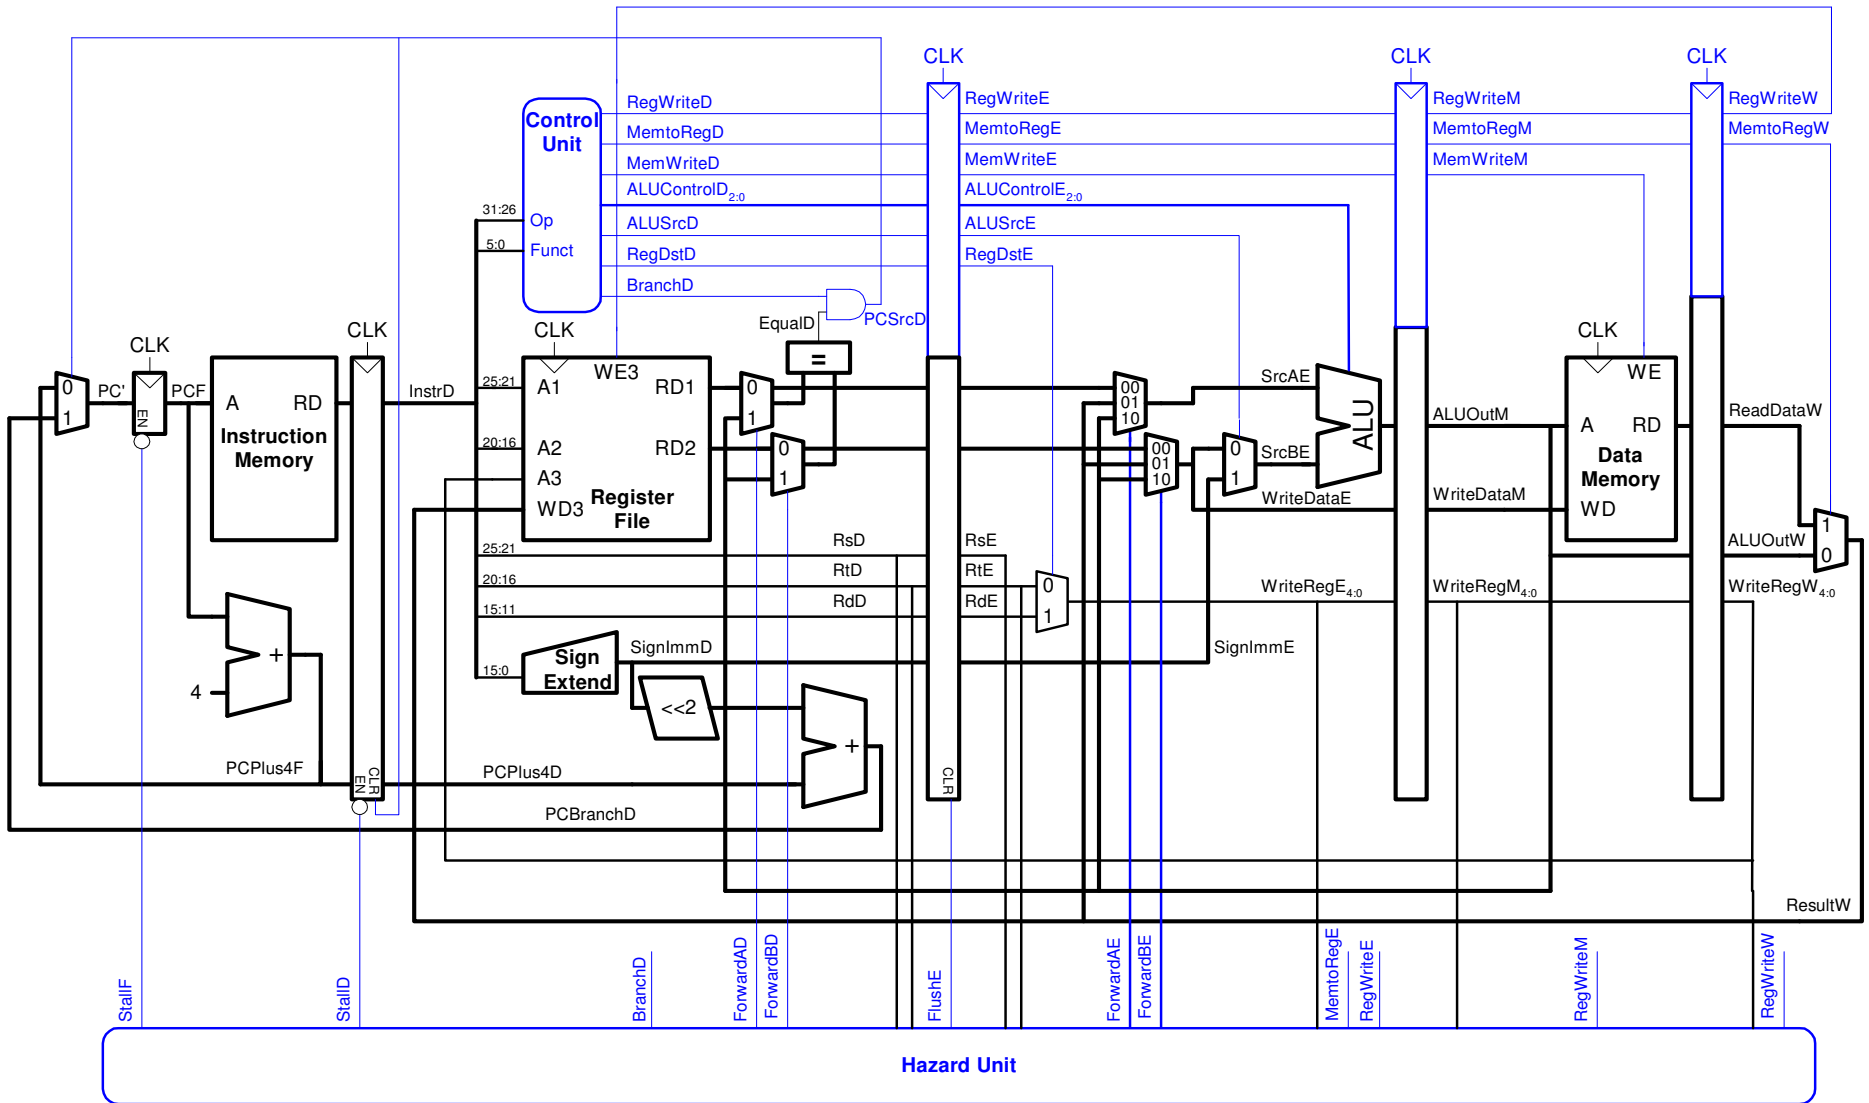 CLK
CLK
CLK
Control
Unit
RegWriteD
RegWriteE
RegWriteM
RegWriteW
MemtoRegD
MemtoRegE
MemtoRegM
MemtoRegW
MemWriteD
MemWriteE
MemWriteM
ALUControlD2:0
ALUControlE2:0
31:26
Op
ALUSrcD
ALUSrcE
5:0
Funct
RegDstD
RegDstE
BranchD
PCSrcD
EqualD
CLK
CLK
CLK
CLK
=
0
1
PC'
EN
PCF
A
RD
Instruction
Memory
InstrD
25:21
A1
WE3
RD1
0
1
00
01
10
SrcAE
ALU
ALUOutM
WE
A
RD
ReadDataW
20:16
A2
RD2
0
1
00
01
10
0
1
SrcBE
Data
Memory
A3
WD3
Register
File
WriteDataE
WriteDataM
WD
1
0
ALUOutW
25:21
RsD
RsE
20:16
RtD
RtE
0
1
15:11
RdD
RdE
WriteRegE4:0
WriteRegM4:0
WriteRegW4:0
+
4
15:0
Sign
Extend
SignImmD
SignImmE
<<2
+
PCPlus4F
EN
CLR
PCPlus4D
CLR
PCBranchD
ResultW
StallF
StallD
BranchD
ForwardAD
ForwardBD
FlushE
ForwardAE
ForwardBE
MemtoRegE
RegWriteE
RegWriteM
RegWriteW
Hazard Unit